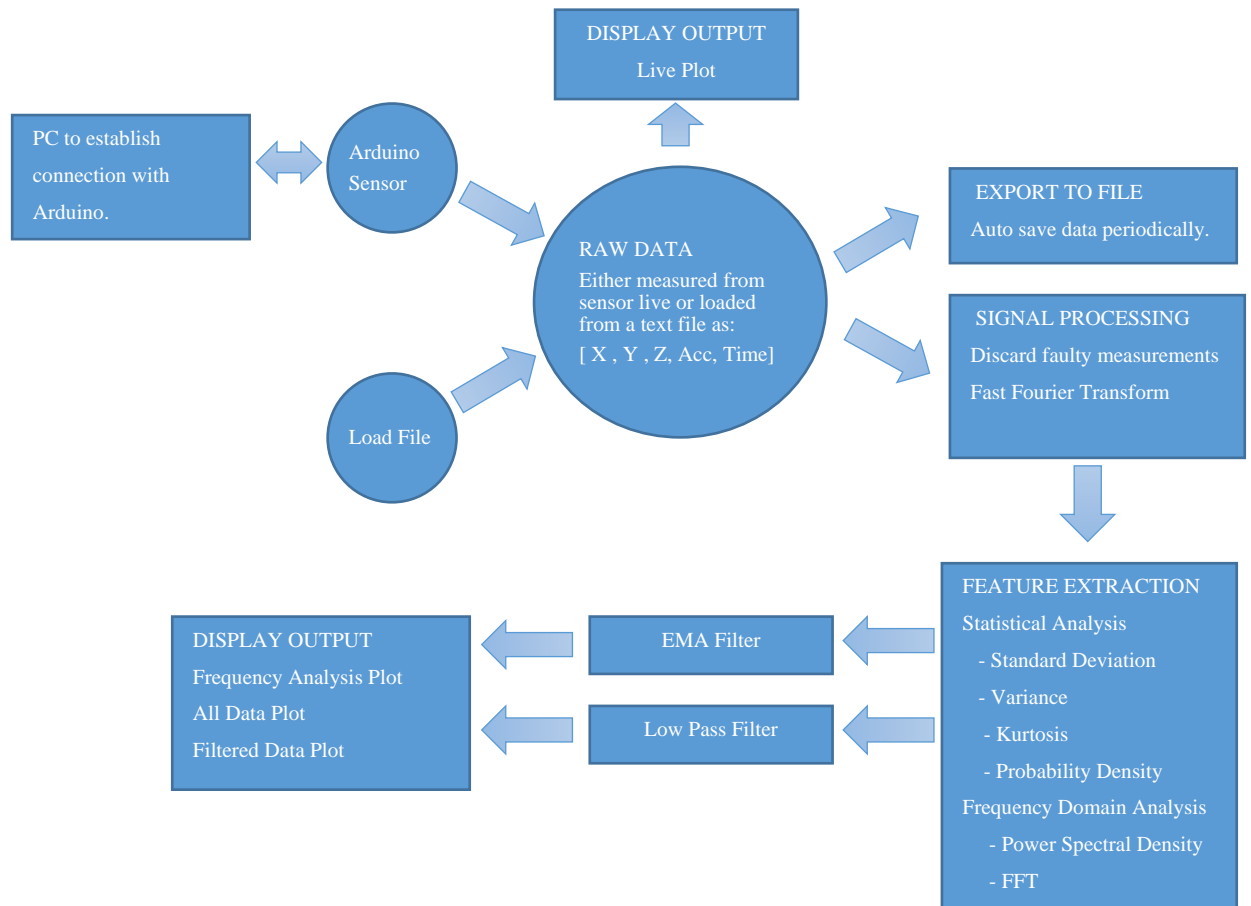 DISPLAY OUTPUT
Live Plot
PC to establish
connection with
Arduino.
Arduino
Sensor
RAW DATA
Either measured from
sensor live or loaded
from a text file as:
[ X , Y , Z, Acc, Time]
EXPORT TO FILE
Auto save data periodically.
SIGNAL PROCESSING
Discard faulty measurements
Fast Fourier Transform
Load File
FEATURE EXTRACTION
Statistical Analysis
- Standard Deviation
- Variance
- Kurtosis
- Probability Density
Frequency Domain Analysis
- Power Spectral Density
- FFT
EMA Filter
Low Pass Filter
DISPLAY OUTPUT
Frequency Analysis Plot
All Data Plot
Filtered Data Plot